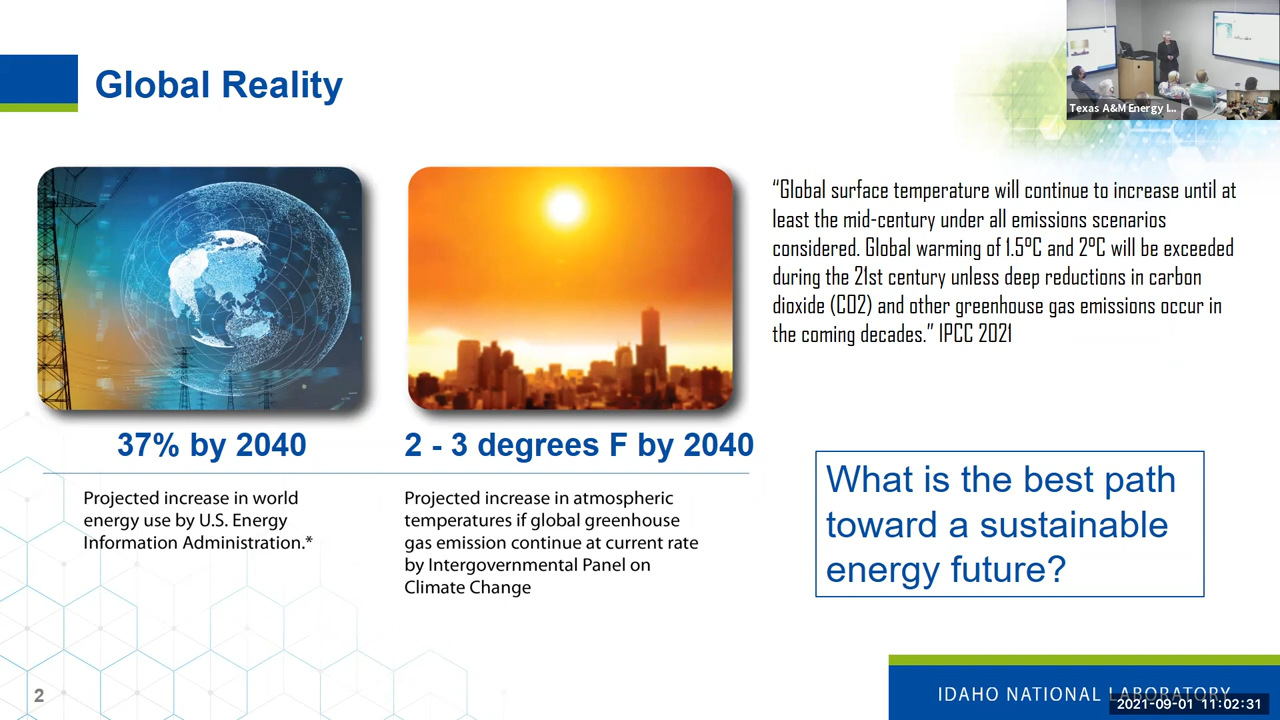 Global Reality
Texas A&M Energy I...
37% by 2040
Projected increase in world
energy use by U.S. Energy
Information Administration.*
2 - 3 degrees F by 2040
Projected increase in atmospheric
temperatures if global greenhouse
gas emission continue at current rate
by Intergovernmental Panel on
Climate Change
“Global surface temperature will continue to increase until at
least the mid-century under all emissions scenarios
considered. Global warming of 1.5ºC and 2ºC will be exceeded
during the 21st century unless deep reductions in carbon
dioxide (CO2) and other greenhouse gas emissions occur in
the coming decades.” IPCC 2021
What is the best path
toward a sustainable
energy future?
2
IDAHO NATIONAL LABORATORY
2021-09-01 11:02:31